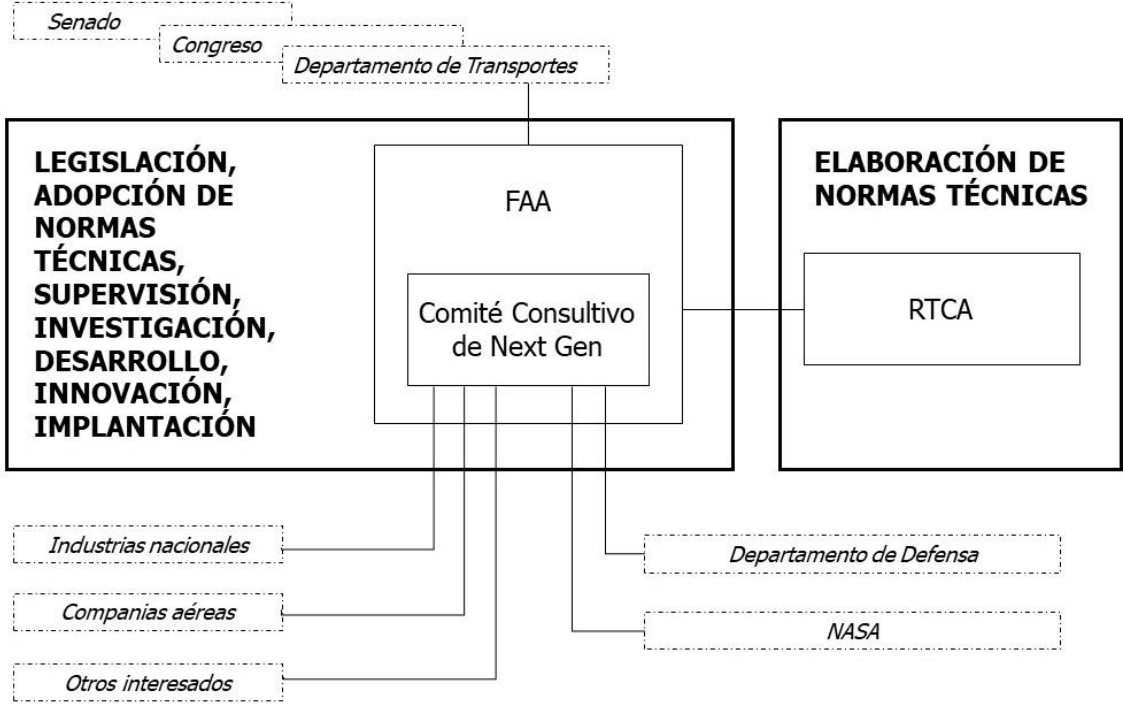 Senado
Congreso
Departamento de Transportes
LEGISLACIÓN,
ADOPCIÓN DE
NORMAS
TÉCNICAS,
SUPERVISIÓN,
INVESTIGACIÓN,
DESARROLLO,
INNOVACIÓN,
IMPLANTACIÓN
FAA
Comité Consultivo
de Next Gen
ELABORACIÓN DE
NORMAS TÉCNICAS
RTCA
Industrias nacionales
Companias aéreas
Otros interesados
Departamento de Defensa
NASA